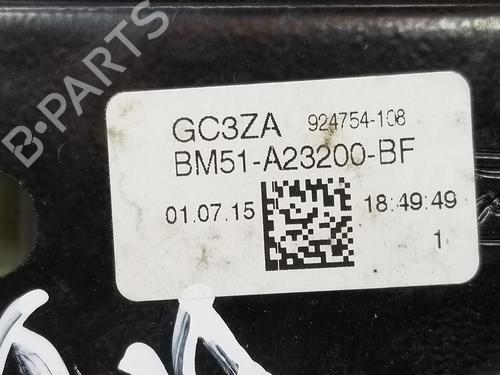 B-PARTS
GC3ZA 924754-108
BM51-A23200-BF
01.07.15 18:49:49
1